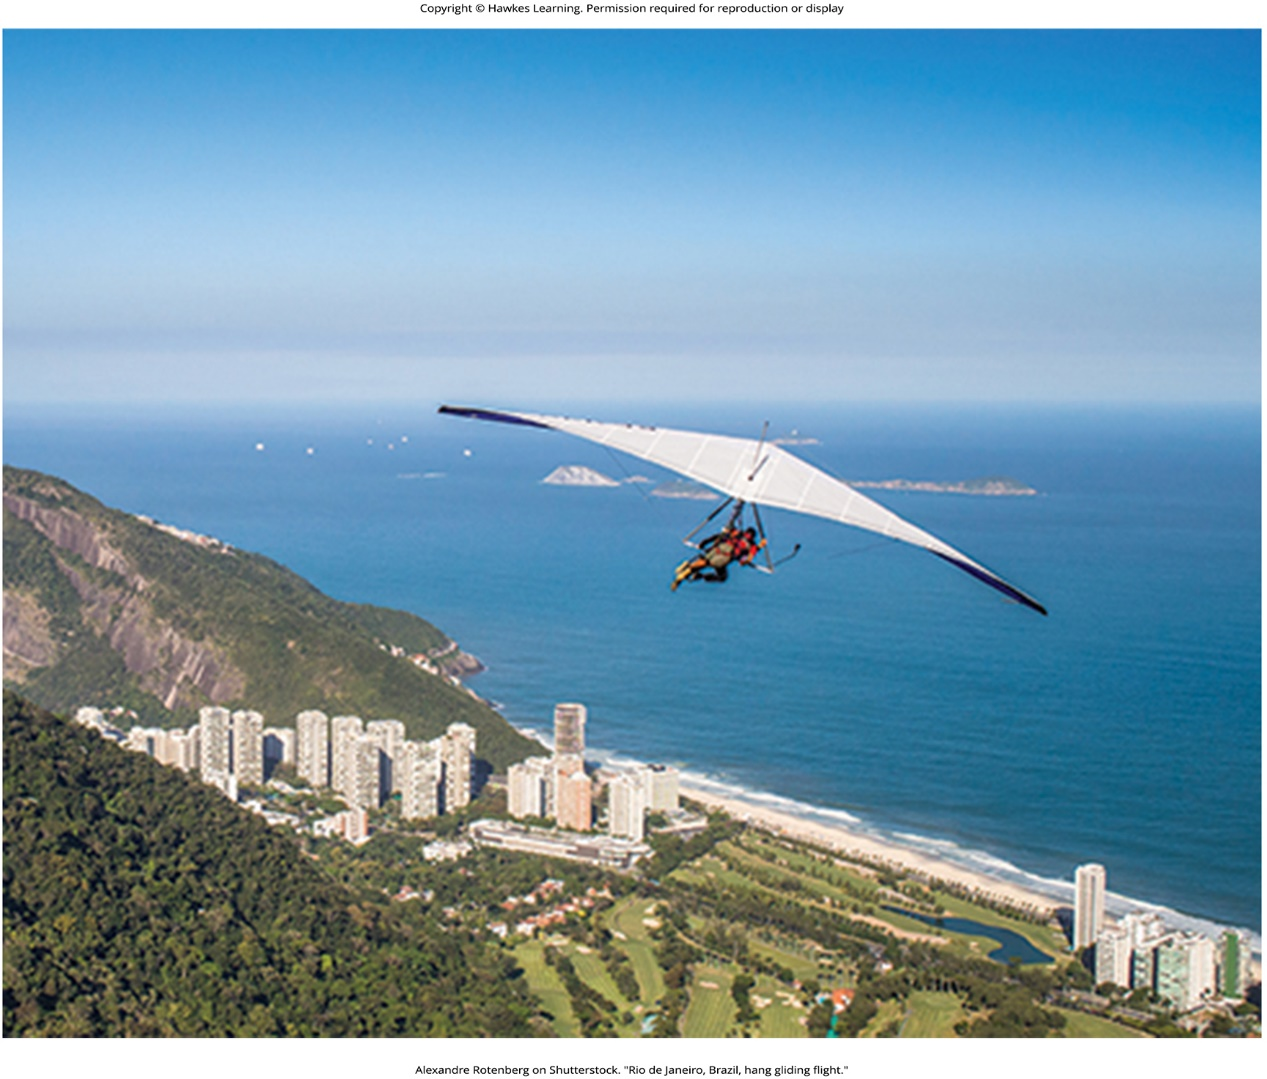 Copyright © Hawkes Learning. Permission required for reproduction or display
Alexandre Rotenberg on Shutterstock. "Rio de Janeiro, Brazil, hang gliding flight."